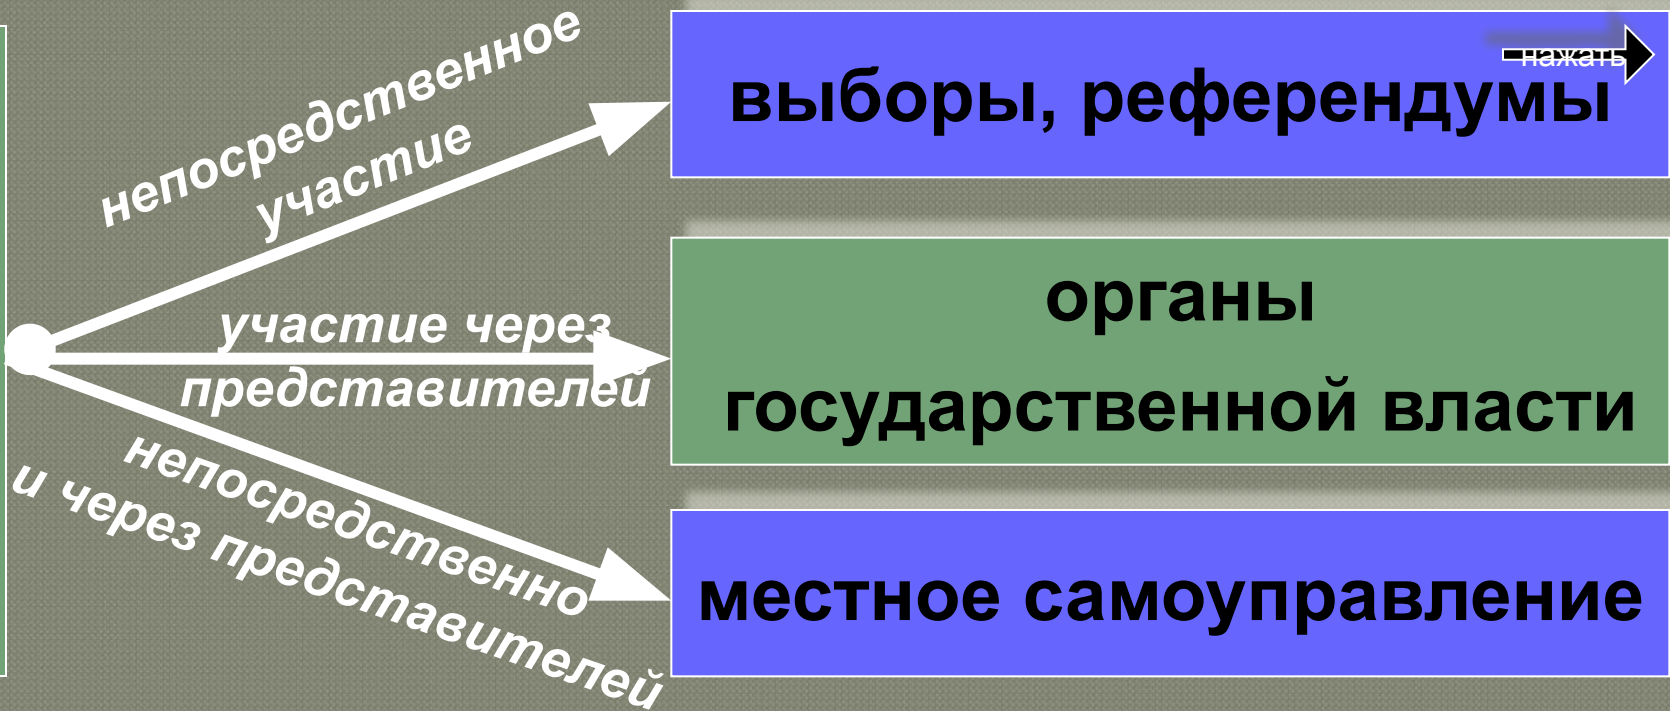 непосредственное
участие
нажать
выборы, референдумы
участие через
представителей
органы
государственной власти
непосредственно
и через представителей
местное самоуправление